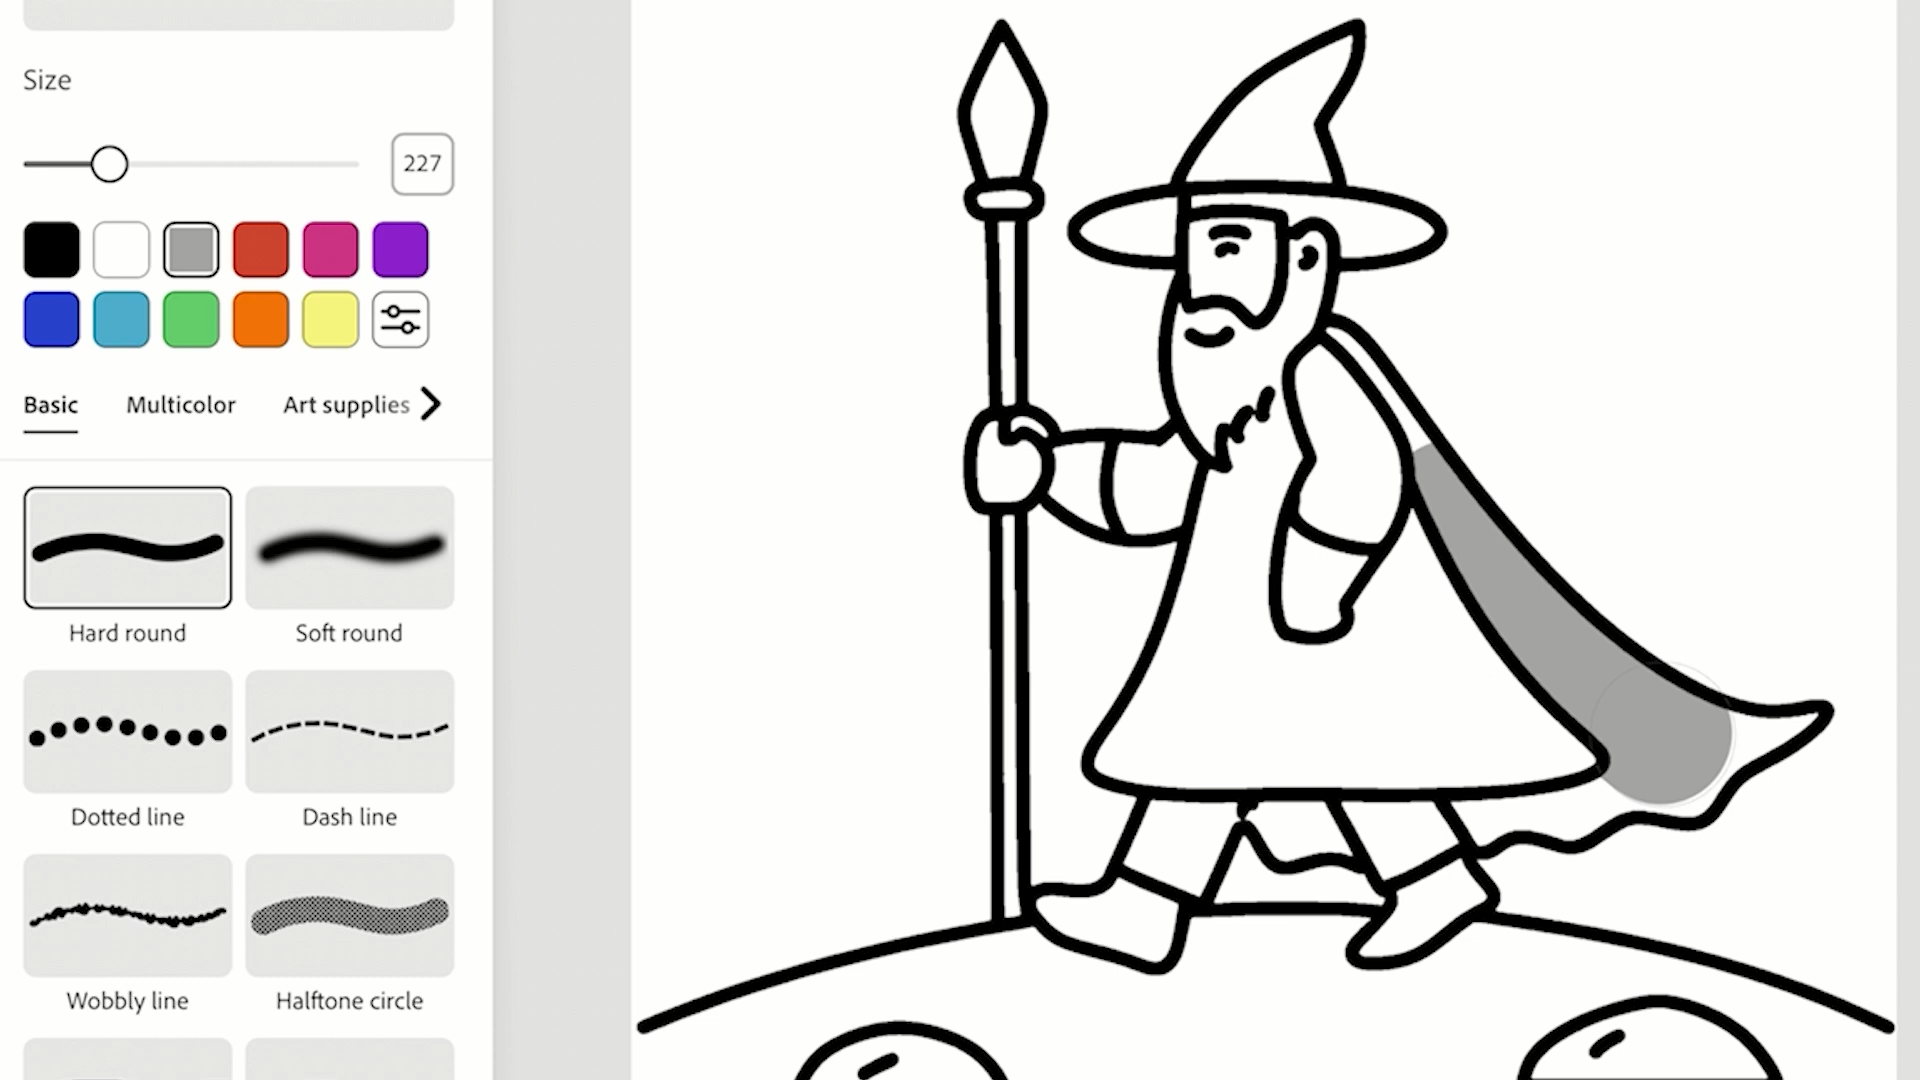 Size
227
Basic Multicolor Art supplies
Hard round Soft round
Dotted line Dash line
Wobbly line Halftone circle